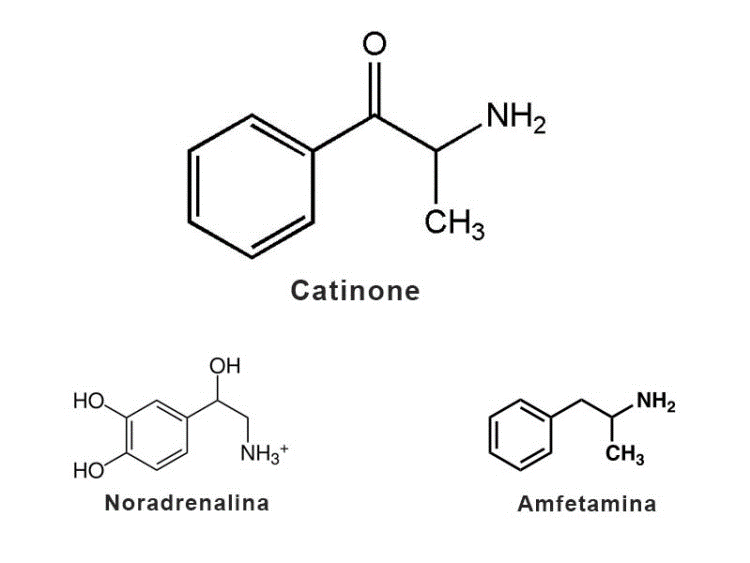 O
NH₂
CH₃
Catinone
OH
HO
HO
NH₃⁺
Noradrenalina
NH₂
CH₃
Amfetamina